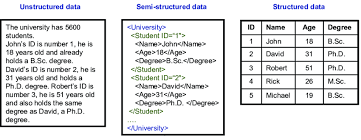 Unstructured data
The university has 5600
students.
John's ID is number 1, he is
18 years old and already
holds a B.Sc. degree.
David's ID is number 2, he is
31 years old and holds a
Ph.D. degree. Robert's ID is
number 3, he is 51 years old
and also holds the same
degree as David, a Ph.D.
degree.
Semi-structured data
<University>
<Student ID="1">
<Name>John</Name>
<Age>18</Age>
<Degree>B.Sc.</Degree>
</Student>
<Student ID="2">
<Name>David</Name>
<Age>31</Age>
<Degree>Ph.D. </Degree>
</Student>
....
</University>
Structured data
ID Name Age Degree
1 John 18 B.Sc.
2 David 31 Ph.D.
3 Robert 51 Ph.D.
4 Rick 26 M.Sc.
5 Michael 19 B.Sc.